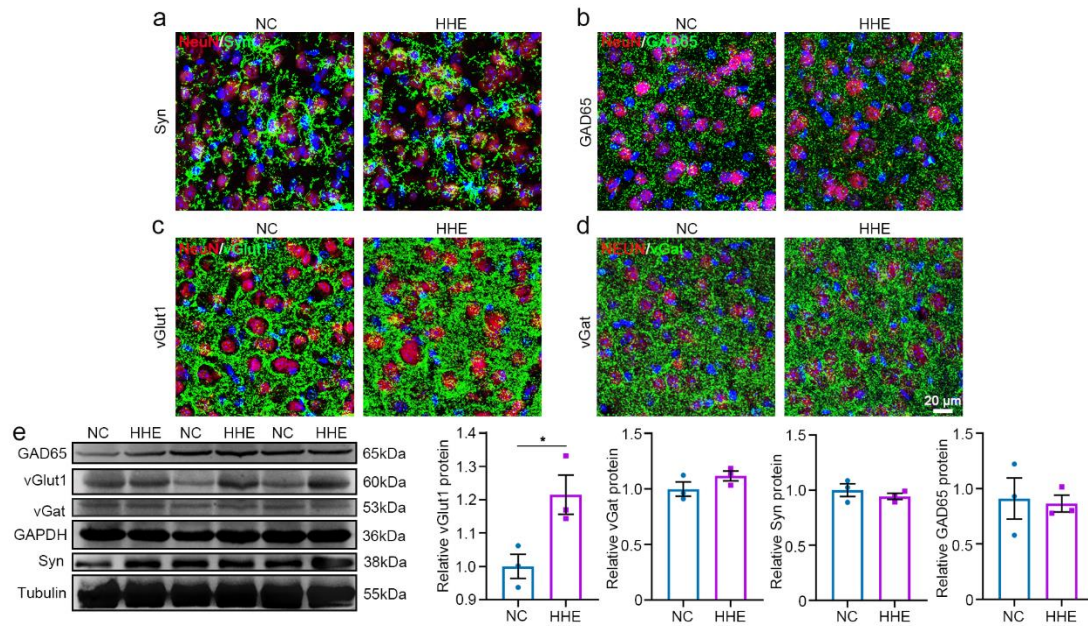 a
NC
HHE
NeuN/Syn
Syn
b
NC
HHE
NeuN/GAD65
GAD65
c
NC
HHE
NeuN/vGlut1
vGlut1
d
NC
HHE
NEUN/vGat
vGat
20 μm
e
NC HHE NC HHE NC HHE
GAD65 65kDa
vGlut1 60kDa
vGat 53kDa
GAPDH 36kDa
Syn 38kDa
Tubulin 55kDa
Relative vGlut1 protein
1.4
1.3
1.2
1.1
1.0
0.9
*
NC HHE
Relative vGat protein
1.5
1.0
0.5
0
NC HHE
Relative Syn protein
1.5
1.0
0.5
0
NC HHE
Relative GAD65 protein
1.5
1.0
0.5
0
NC HHE